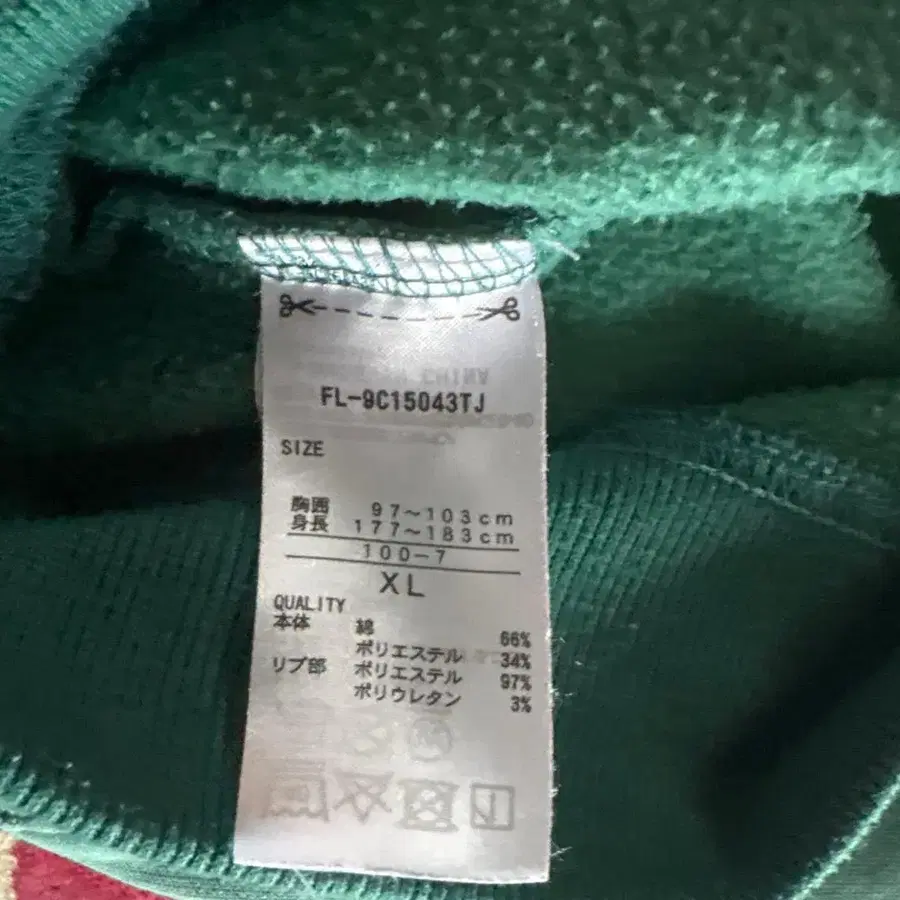 FL-9C15043TJ
SIZE
胸囲 97～103cm
身長 177～183cm
100-7
XL
QUALITY
本体 綿 66%
ポリエステル 34%
リブ部 ポリエステル 97%
ポリウレタン 3%